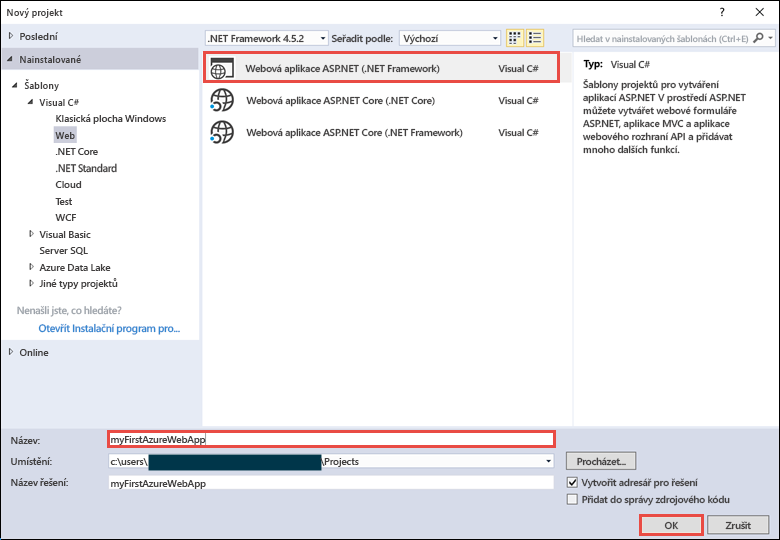 Nový projekt
? ×
Poslední
.NET Framework 4.5.2 Seřadit podle: Výchozí
Hledat v nainstalovaných šablonách (Ctrl+E)
Nainstalované
Šablony
Visual C#
Klasická plocha Windows
Web
.NET Core
.NET Standard
Cloud
Test
WCF
Visual Basic
Server SQL
Azure Data Lake
Jiné typy projektů
Nenašli jste, co hledáte?
Otevřít Instalační program pro...
Online
Webová aplikace ASP.NET (.NET Framework) Visual C#
Webová aplikace ASP.NET Core (.NET Core) Visual C#
Webová aplikace ASP.NET Core (.NET Framework) Visual C#
Typ: Visual C#
Šablony projektů pro vytváření
aplikací ASP.NET V prostředí ASP.NET
můžete vytvářet webové formuláře
ASP.NET, aplikace MVC a aplikace
webového rozhraní API a přidávat
mnoho dalších funkcí.
Název: myFirstAzureWebApp
Umístění: c:\users\ \Projects
Procházet...
Název řešení: myFirstAzureWebApp
Vytvořit adresář pro řešení
Přidat do správy zdrojového kódu
OK Zrušit